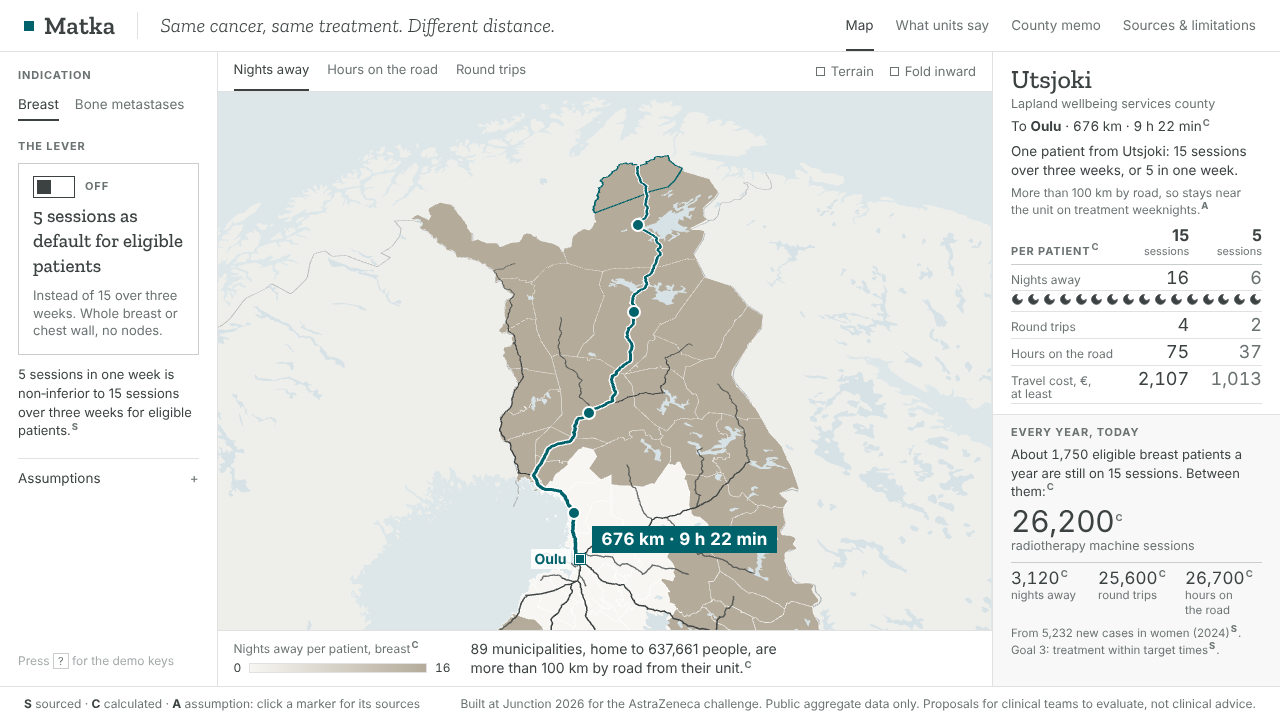 Matka
Same cancer, same treatment. Different distance.
Map
What units say
County memo
Sources & limitations
INDICATION
Breast
Bone metastases
THE LEVER
OFF
5 sessions as
default for eligible
patients
Instead of 15 over three
weeks. Whole breast or
chest wall, no nodes.
5 sessions in one week is
non-inferior to 15 sessions
over three weeks for eligible
patients.S
Assumptions +
Press ? for the demo keys
Nights away
Hours on the road
Round trips
Terrain
Fold inward
676 km · 9 h 22 min
Oulu
Nights away per patient, breastC
0 16
89 municipalities, home to 637,661 people, are
more than 100 km by road from their unit.C
Utsjoki
Lapland wellbeing services county
To Oulu · 676 km · 9 h 22 minC
One patient from Utsjoki: 15 sessions
over three weeks, or 5 in one week.
More than 100 km by road, so stays near
the unit on treatment weeknights.A
PER PATIENTC 15 sessions 5 sessions
Nights away 16 6
Round trips 4 2
Hours on the road 75 37
Travel cost, €, 2,107 1,013
at least
EVERY YEAR, TODAY
About 1,750 eligible breast patients a
year are still on 15 sessions. Between
them:C
26,200C
radiotherapy machine sessions
3,120C 25,600C 26,700C
nights away round trips hours on
the road
From 5,232 new cases in women (2024)S.
Goal 3: treatment within target timesS.
S sourced · C calculated · A assumption: click a marker for its sources
Built at Junction 2026 for the AstraZeneca challenge. Public aggregate data only. Proposals for clinical teams to evaluate, not clinical advice.